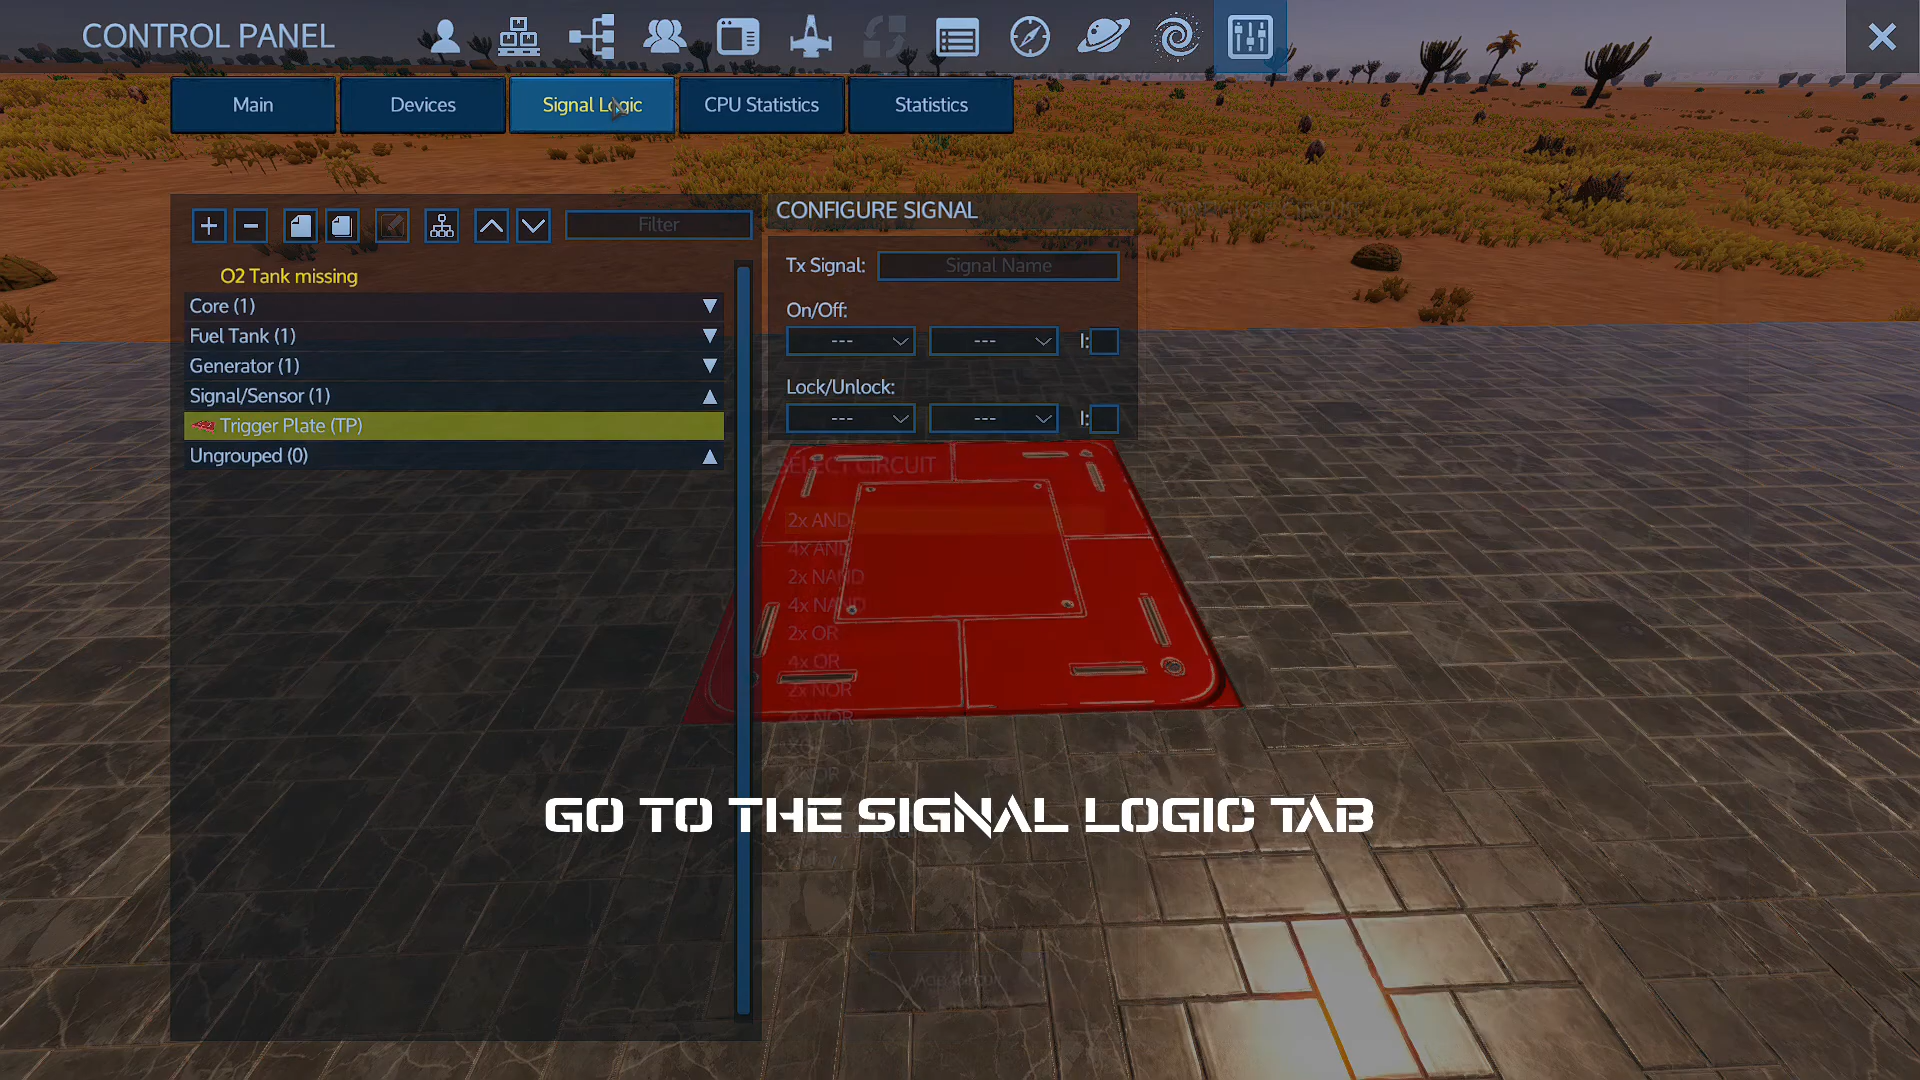 CONTROL PANEL
Main
Devices
Signal Logic
CPU Statistics
Statistics
Filter
O2 Tank missing
Core (1)
Fuel Tank (1)
Generator (1)
Signal/Sensor (1)
Trigger Plate (TP)
Ungrouped (0)
CONFIGURE SIGNAL
Tx Signal:
Signal Name
On/Off:
---
---
I:
Lock/Unlock:
---
---
I:
SELECT CIRCUIT
2x AND
4x AND
2x NAND
4x NAND
2x OR
4x OR
2x NOR
4x NOR
GO TO THE SIGNAL LOGIC TAB